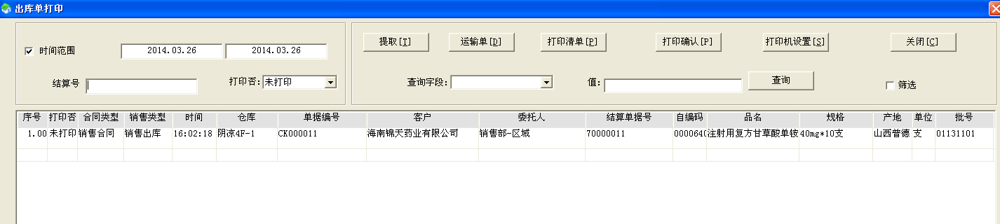 出库单打印
时间范围 2014.03.26 2014.03.26
结算号 打印否: 未打印
提取[T] 运输单[D] 打印清单[P] 打印确认[P] 打印机设置[S] 关闭[C]
查询字段: 值: 查询 筛选
序号 打印否 合同类型 销售类型 时间 仓库 单据编号 客户 委托人 结算单据号 自编码 品名 规格 产地 单位 批号
1.00 未打印 销售合同 销售出库 16:02:18 阴凉4F-1 CK000011 海南锦天药业有限公司 销售部-区域 70000011 0000640 注射用复方甘草酸单铵 40mg*10支 山西普德 支 01131101